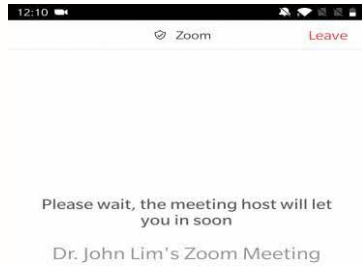 12:10
Zoom
Leave
Please wait, the meeting host will let
you in soon
Dr. John Lim's Zoom Meeting